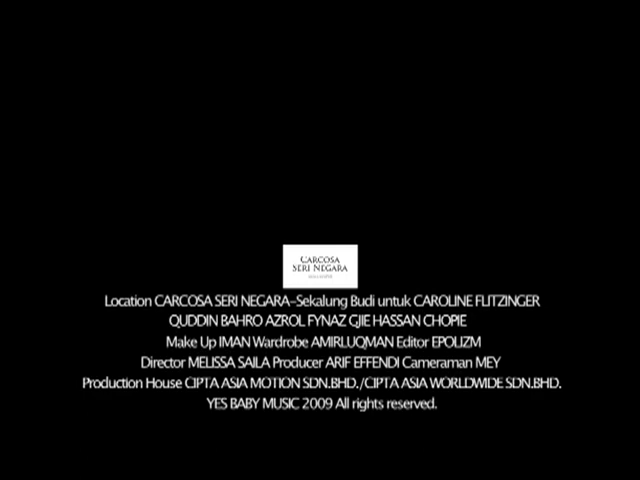 CARCOSA
SERI NEGARA
Location CARCOSA SERI NEGARA-Sekalung Budi untuk CAROLINE FLITZINGER
QUDDIN BAHRO AZROL FYNAZ GJIE HASSAN CHOPIE
Make Up IMAN Wardrobe AMIRLUQMAN Editor EPOLIZM
Director MELISSA SAILA Producer ARIF EFFENDI Cameraman MEY
Production House CIPTA ASIA MOTION SDN.BHD./CIPTA ASIA WORLDWIDE SDN.BHD.
YES BABY MUSIC 2009 All rights reserved.